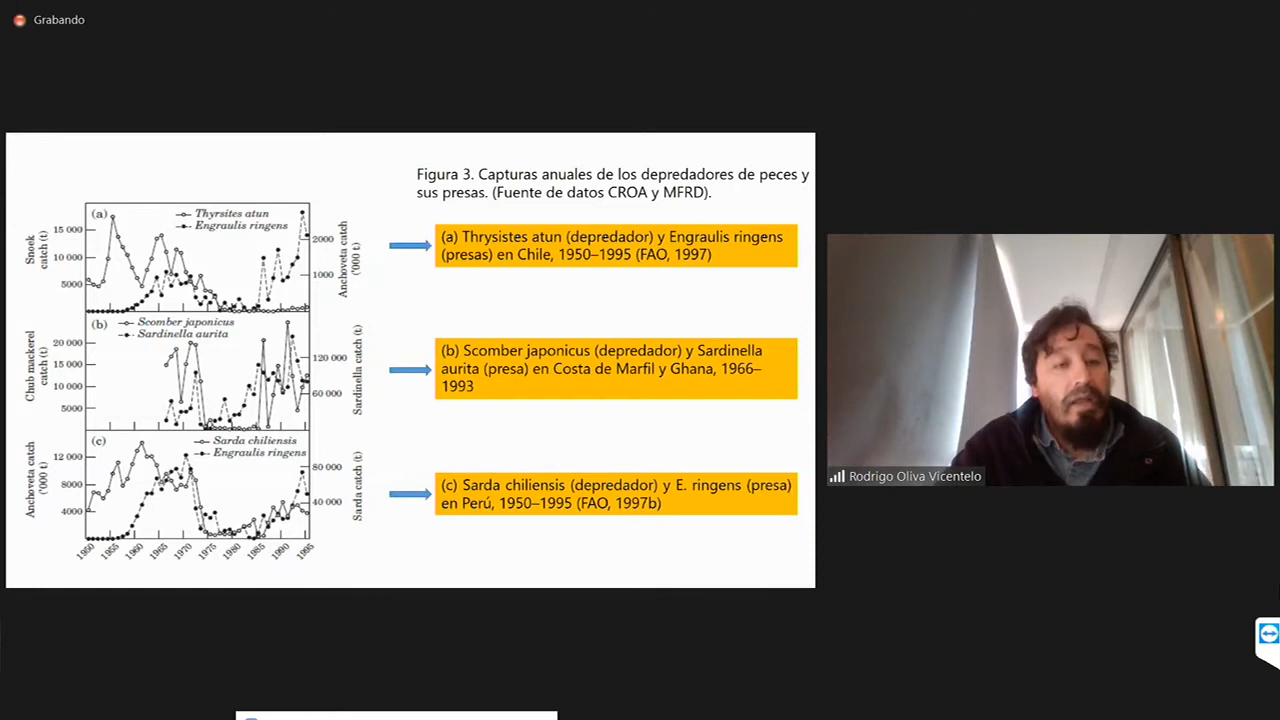 Grabando
Figura 3. Capturas anuales de los depredadores de peces y
sus presas. (Fuente de datos CROA y MFRD).
(a)
Thyrsites atun
Engraulis ringens
Snoek
catch (t)
15 000
10 000
5000
2000
1000
Anchoveta catch
('000 t)
(a) Thrysistes atun (depredador) y Engraulis ringens
(presas) en Chile, 1950–1995 (FAO, 1997)
(b)
Scomber japonicus
Sardinella aurita
Chub mackerel
catch (t)
20 000
15 000
10 000
5000
120 000
60 000
Sardinella catch (t)
(b) Scomber japonicus (depredador) y Sardinella
aurita (presa) en Costa de Marfil y Ghana, 1966–
1993
(c)
Sarda chiliensis
Engraulis ringens
Anchoveta catch
('000 t)
12 000
8000
4000
80 000
40 000
Sarda catch (t)
1950 1955 1960 1965 1970 1975 1980 1985 1990 1995
(c) Sarda chiliensis (depredador) y E. ringens (presa)
en Perú, 1950–1995 (FAO, 1997b)
Rodrigo Oliva Vicentelo